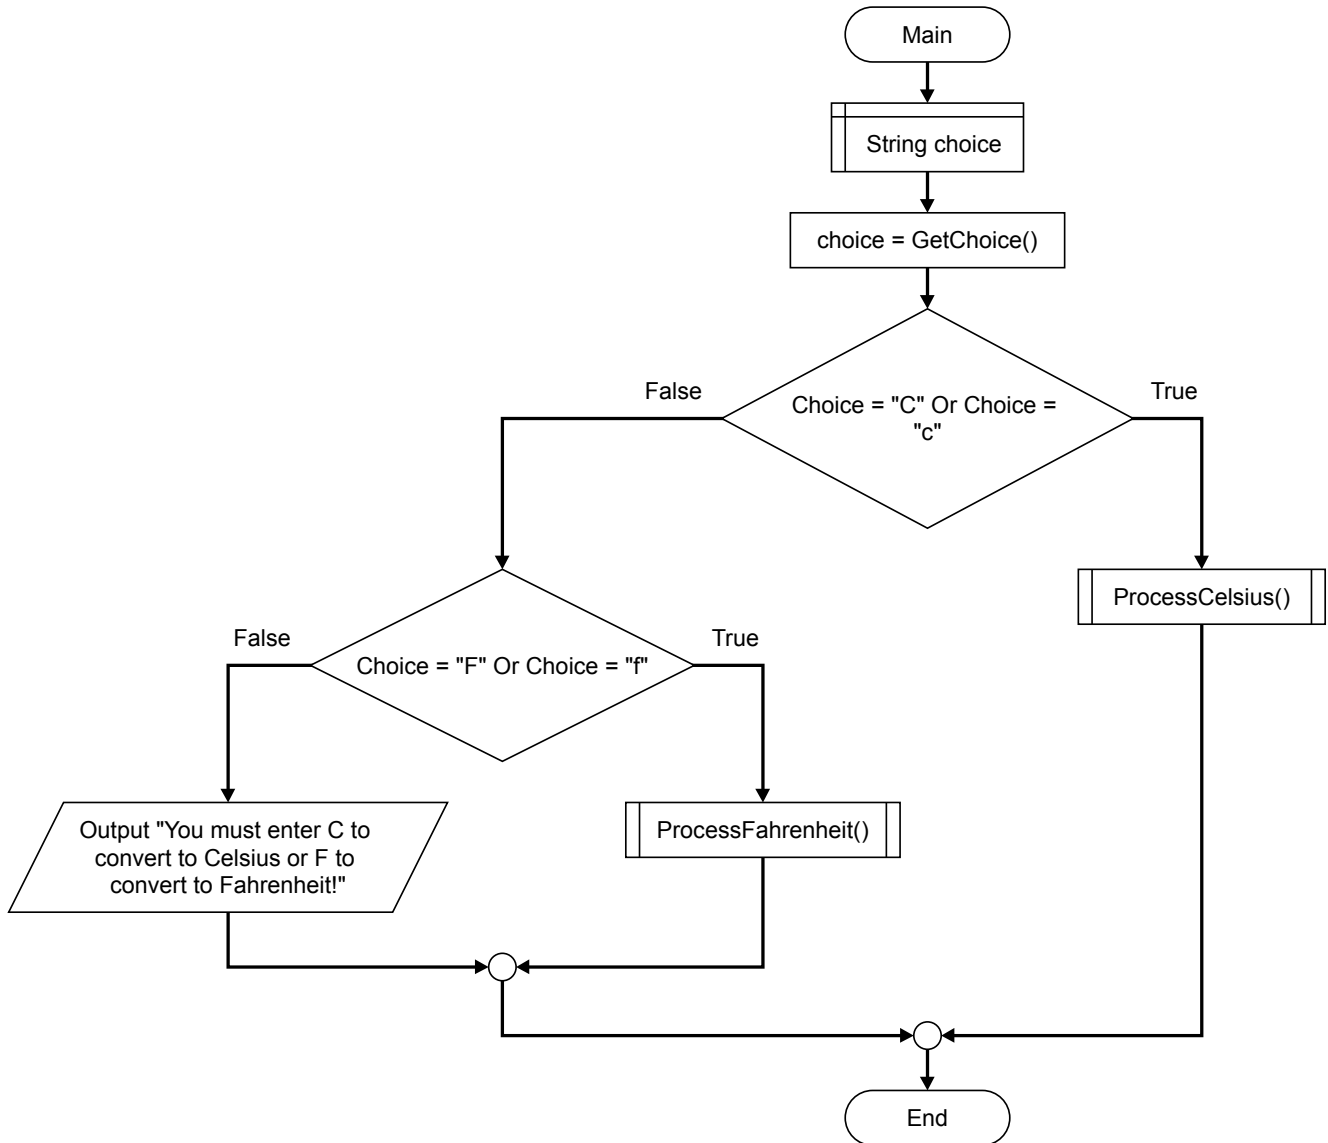 Main
String choice
choice = GetChoice()
False
True
Choice = "C" Or Choice =
"c"
ProcessCelsius()
False
True
Choice = "F" Or Choice = "f"
Output "You must enter C to
convert to Celsius or F to
convert to Fahrenheit!"
ProcessFahrenheit()
End